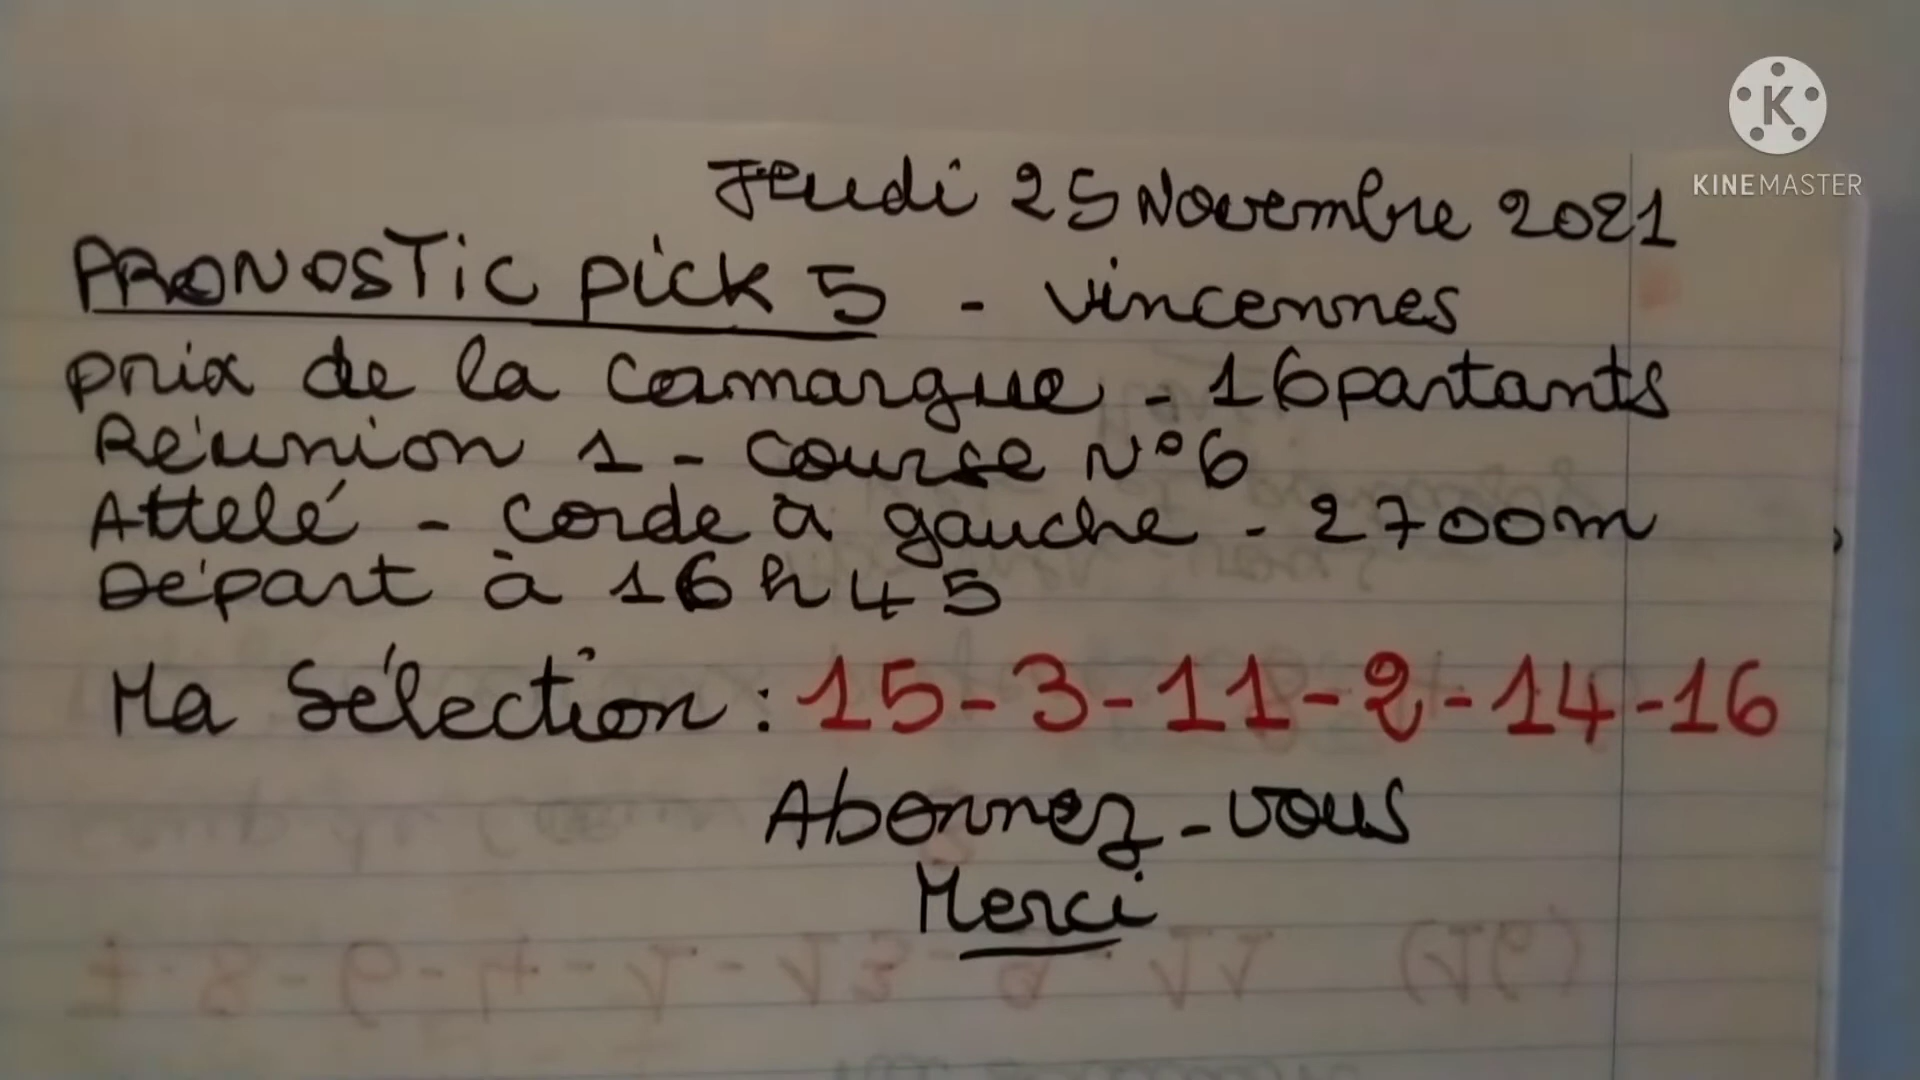 KINEMASTER
Jeudi 25 Novembre 2021
PRONOSTIC PICK 5 - Vincennes
prix de la Camargue - 16 partants
Réunion 1 - course N°6
Attelé - corde à gauche - 2700m
Départ à 16h45
Ma Sélection : 15-3-11-2-14-16
Abonnez-vous
Merci